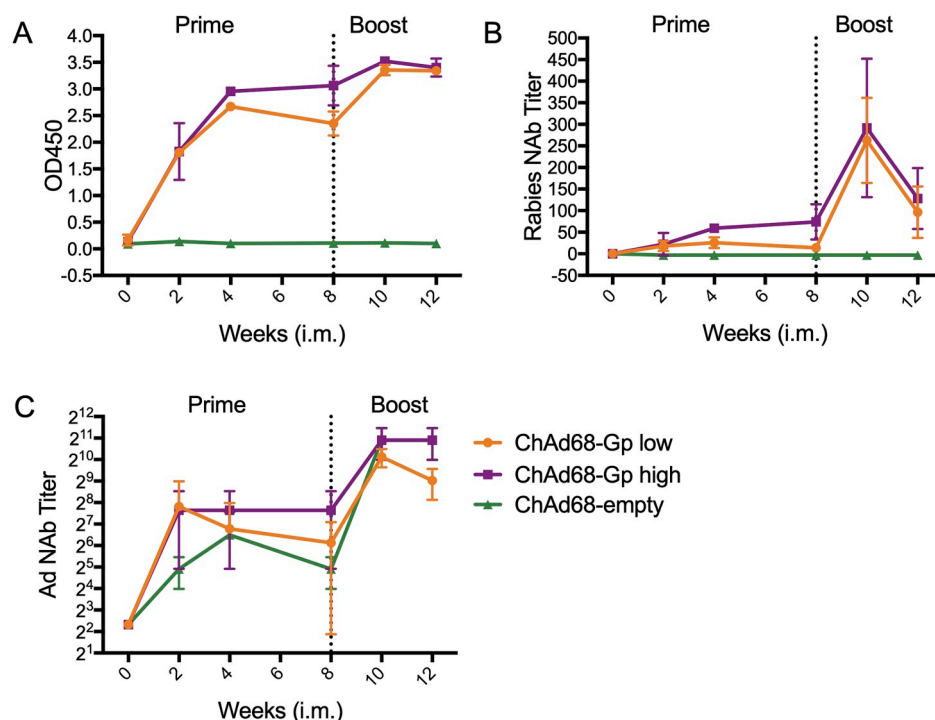 A
Prime
Boost
4.0
3.5
3.0
2.5
2.0
1.5
1.0
0.5
0.0
-0.5
OD450
0 2 4 6 8 10 12
Weeks (i.m.)
B
Prime
Boost
500
450
400
350
300
250
200
150
100
50
0
-50
Rabies NAb Titer
0 2 4 6 8 10 12
Weeks (i.m.)
C
Prime
Boost
2¹²
2¹¹
2¹⁰
2⁹
2⁸
2⁷
2⁶
2⁵
2⁴
2³
2²
2¹
Ad NAb Titer
0 2 4 6 8 10 12
Weeks (i.m.)
ChAd68-Gp low
ChAd68-Gp high
ChAd68-empty